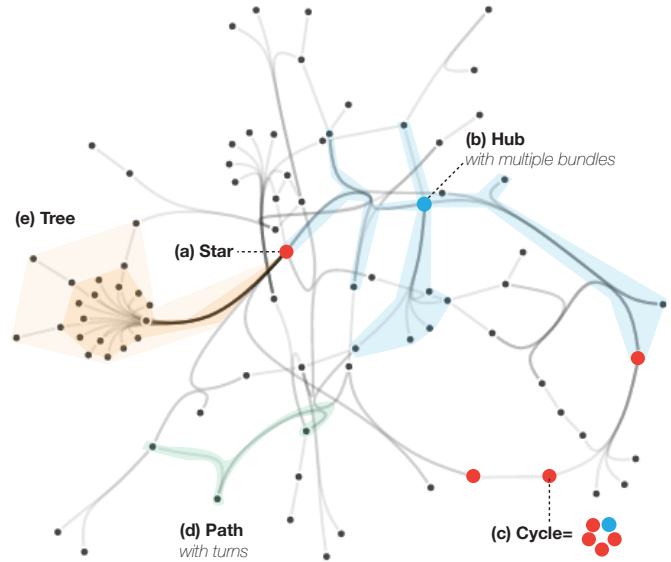 (b) Hub
with multiple bundles
(e) Tree
(a) Star
(d) Path
with turns
(c) Cycle=